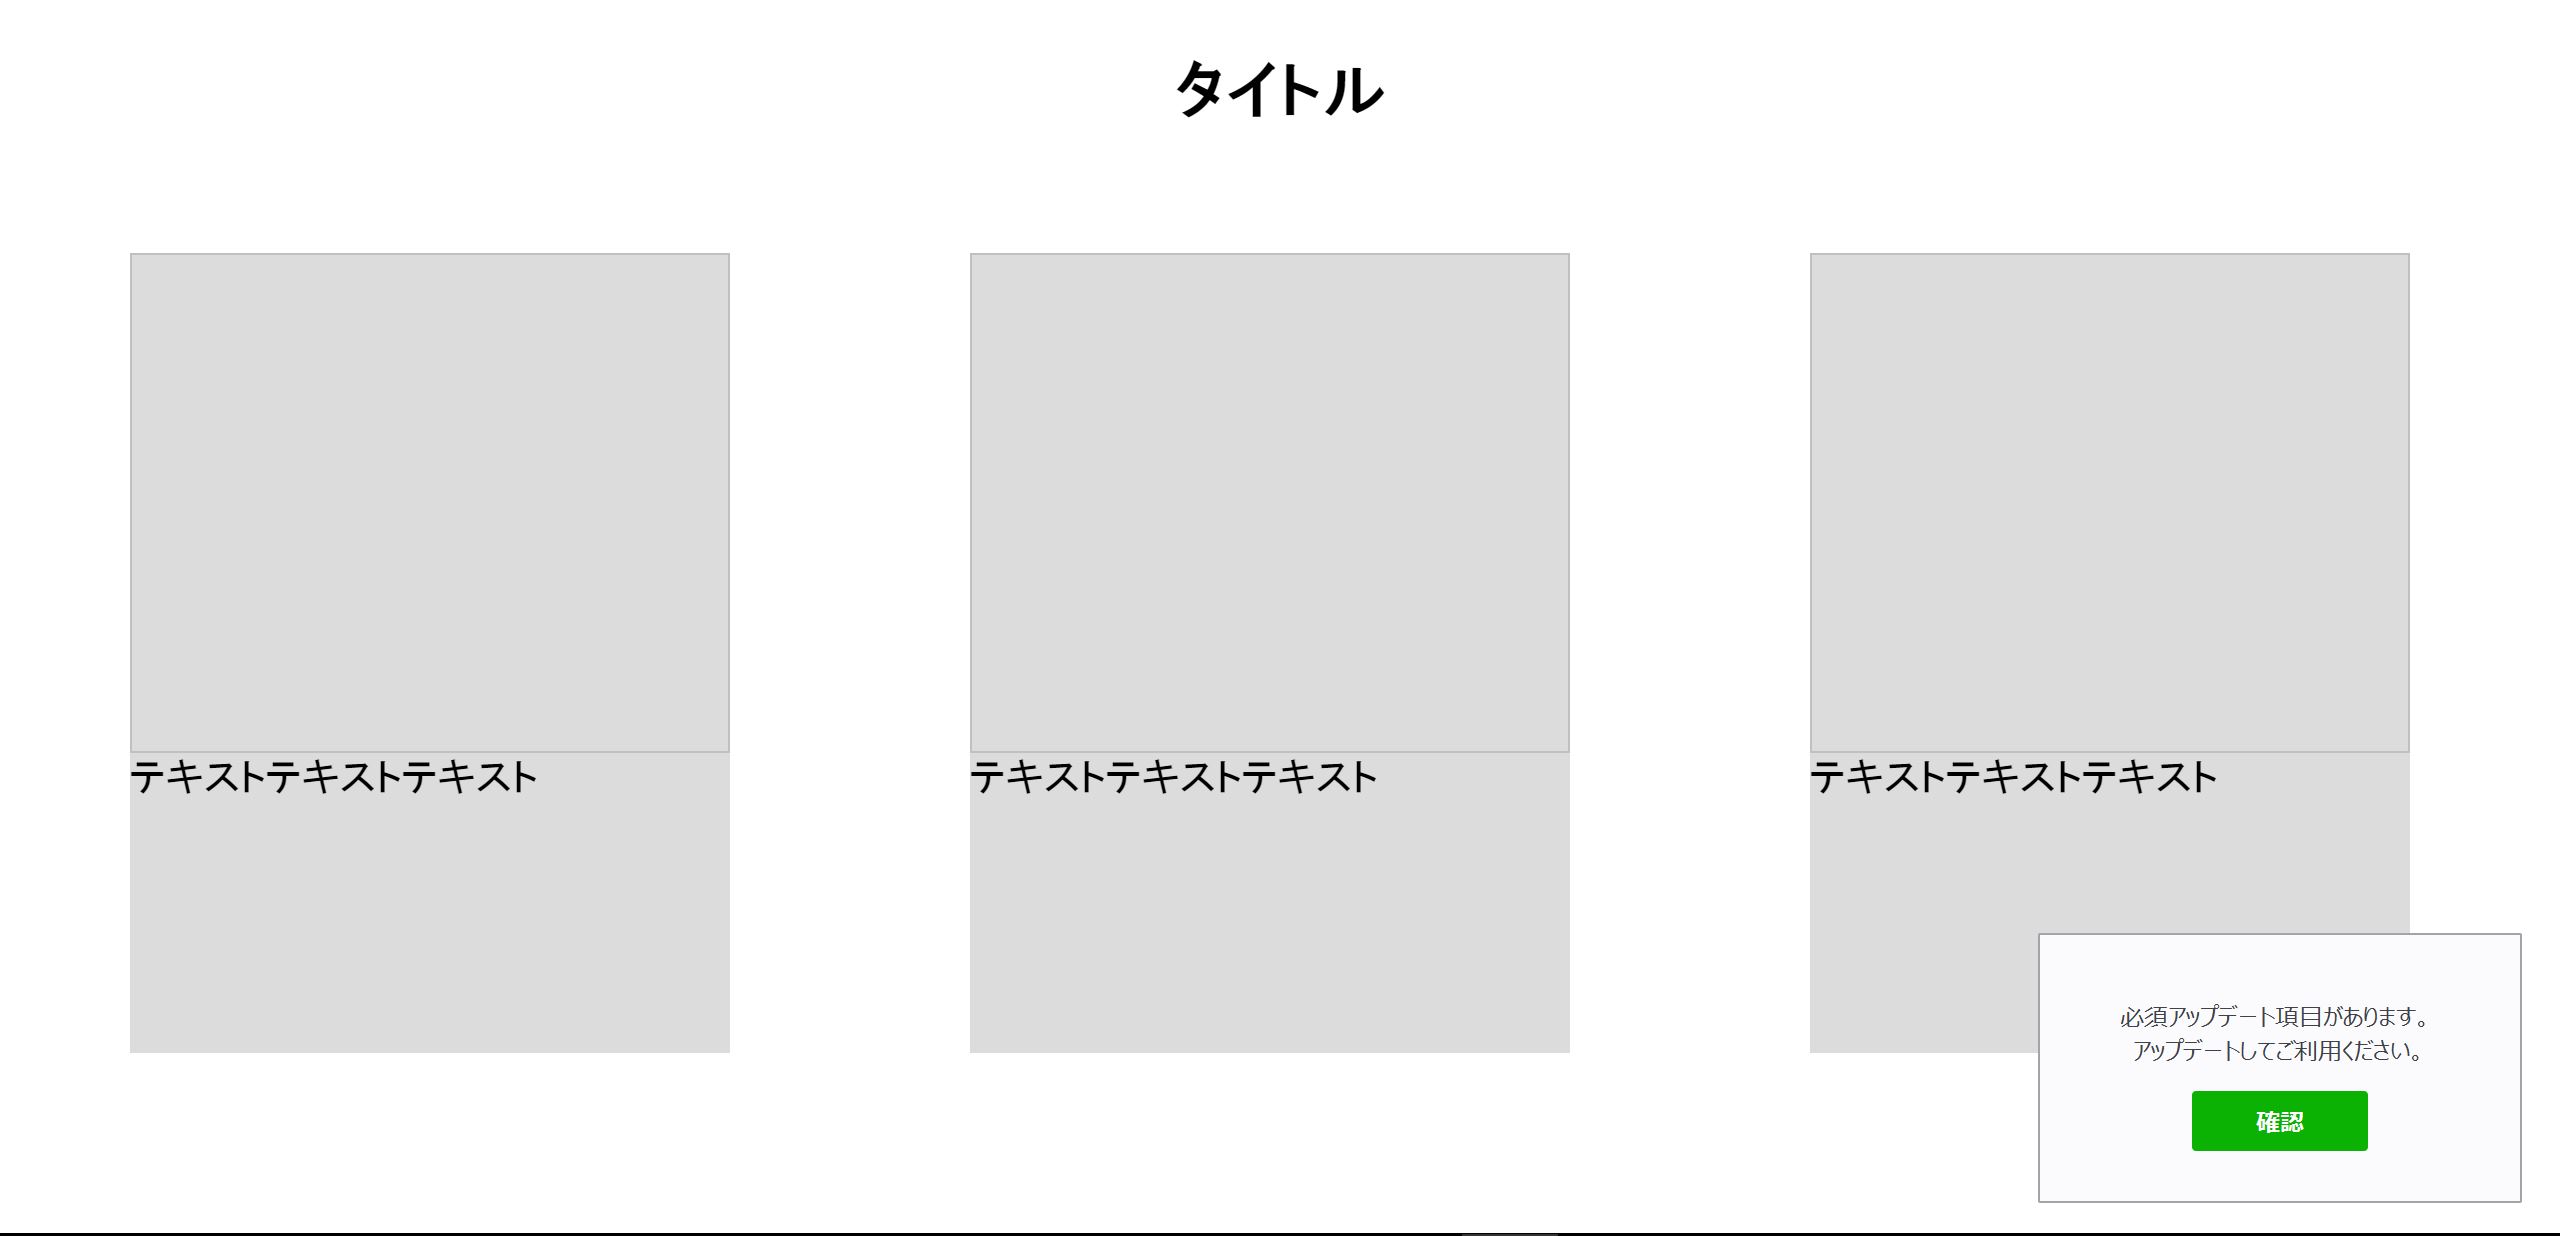 タイトル
テキストテキストテキスト
テキストテキストテキスト
テキストテキストテキスト
必須アップデート項目があります。
アップデートしてご利用ください。
確認